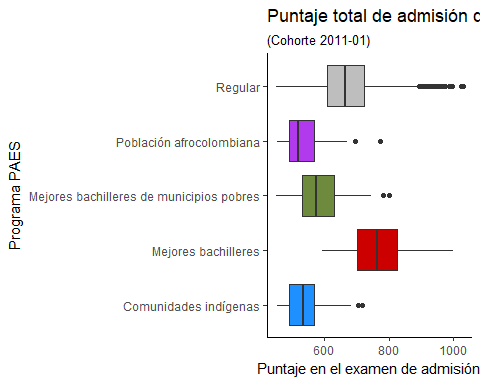 Puntaje total de admisión d
(Cohorte 2011-01)
Programa PAES
Regular
Población afrocolombiana
Mejores bachilleres de municipios pobres
Mejores bachilleres
Comunidades indígenas
600 800 1000
Puntaje en el examen de admisión